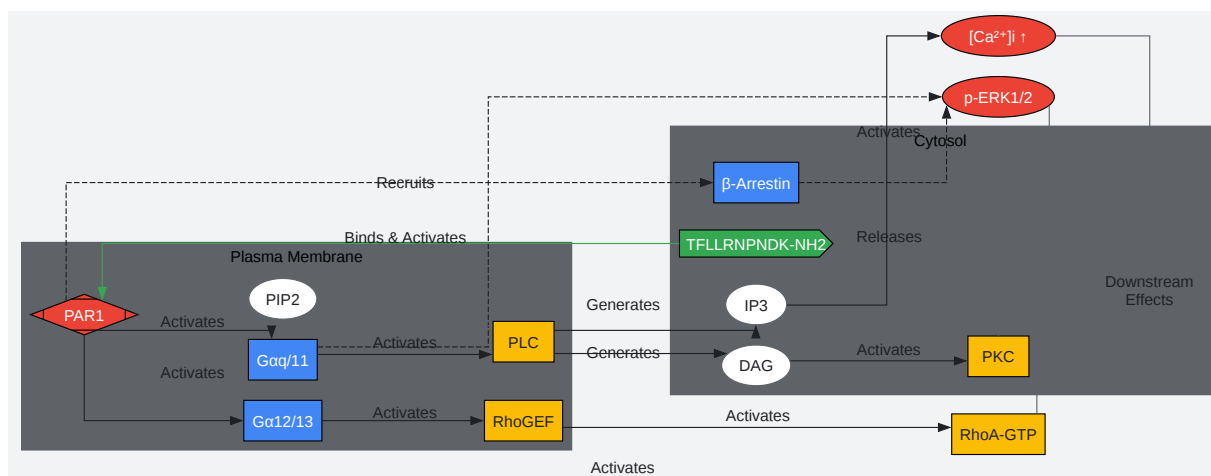 [Ca²⁺]i ↑
p-ERK1/2
Activates
Cytosol
Recruits
β-Arrestin
Binds & Activates
TFLLRNPNDK-NH2
Releases
Plasma Membrane
Downstream
Effects
PIP2
Generates
IP3
PAR1
Activates
Activates
PLC
Generates
Activates
PKC
Gαq/11
DAG
Activates
Gα12/13
Activates
RhoGEF
Activates
RhoA-GTP
Activates